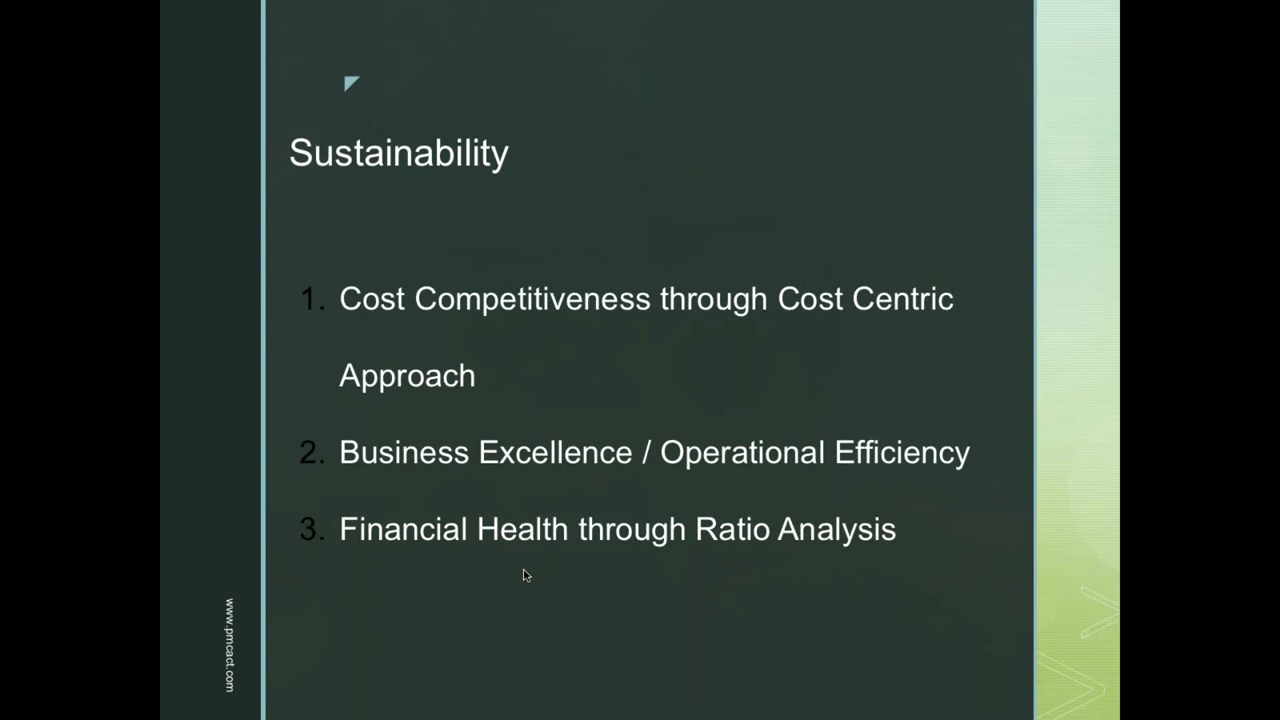 Sustainability
1. Cost Competitiveness through Cost Centric
Approach
2. Business Excellence / Operational Efficiency
3. Financial Health through Ratio Analysis
www.pmcact.com